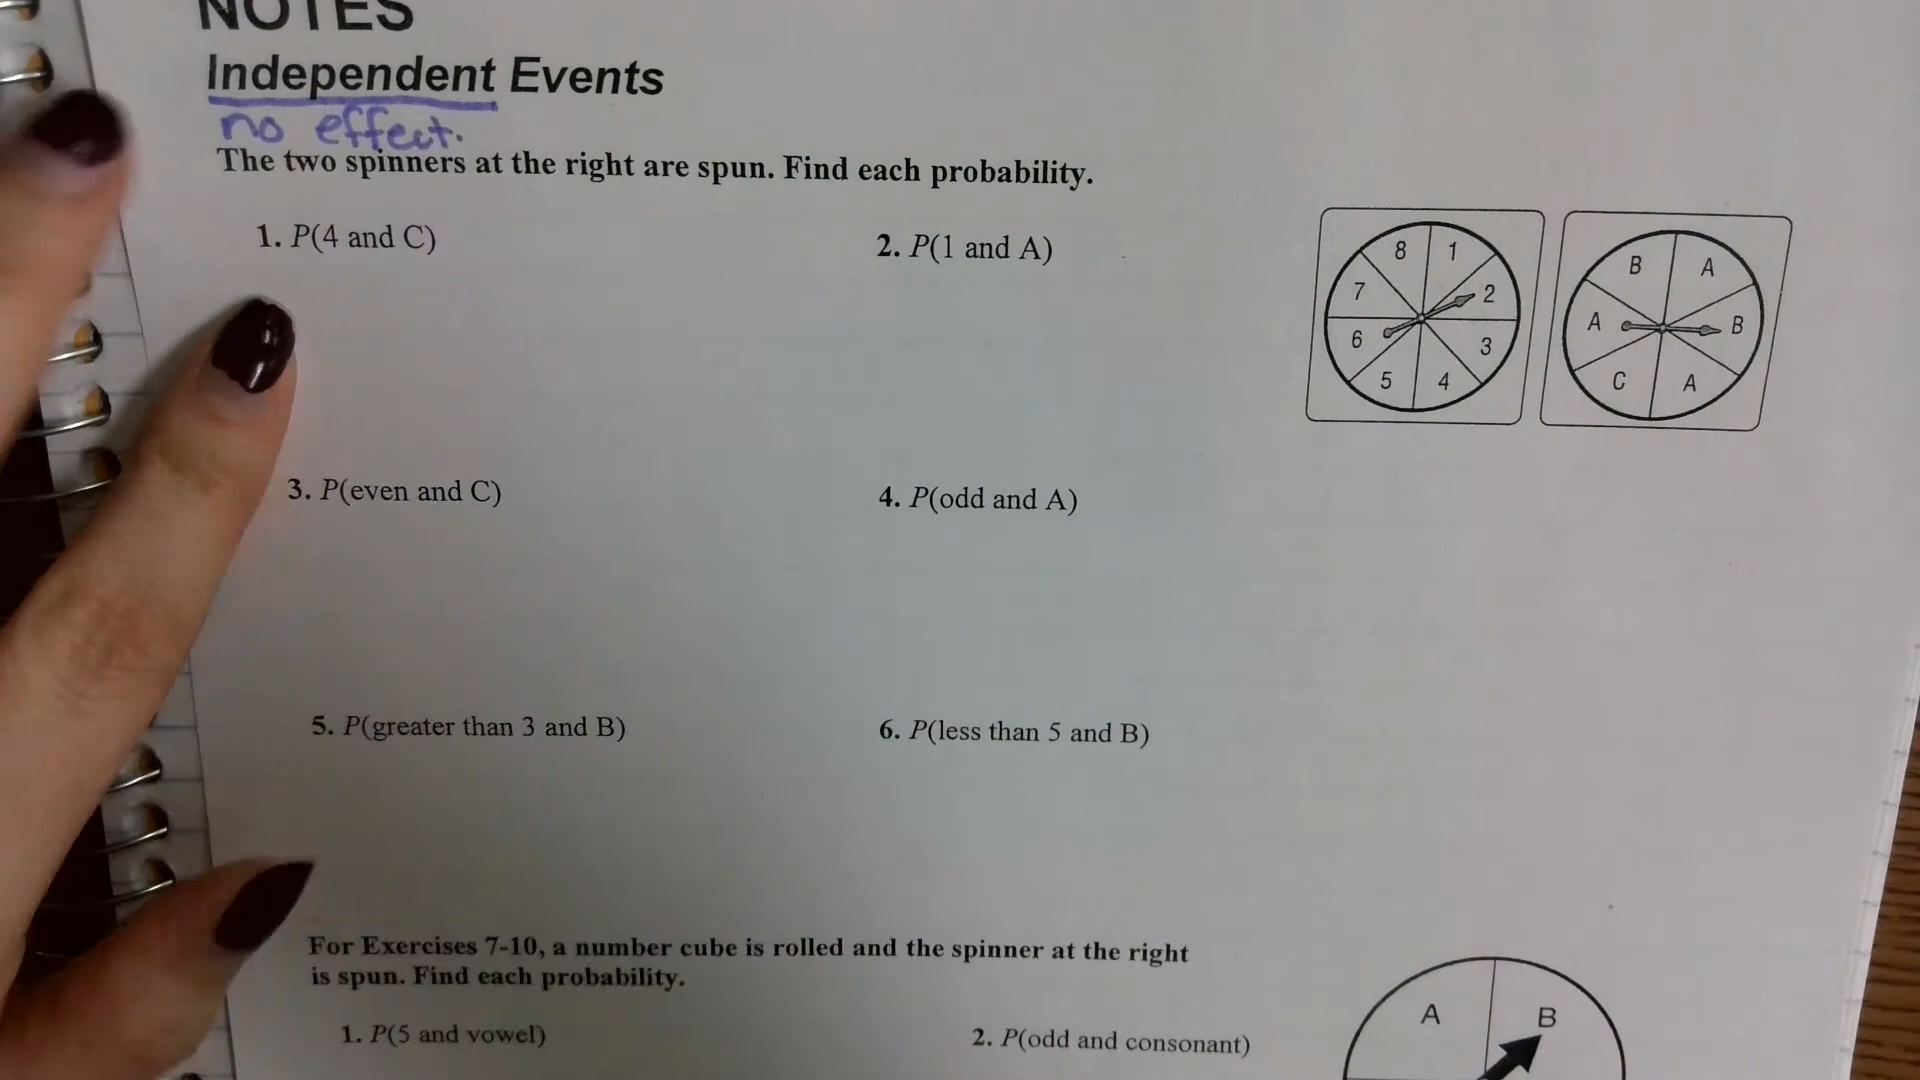 NOTES
Independent Events
no effect.
The two spinners at the right are spun. Find each probability.
1. P(4 and C)
2. P(1 and A)
8 1
7 2
6 3
5 4
B A
A B
C A
3. P(even and C)
4. P(odd and A)
5. P(greater than 3 and B)
6. P(less than 5 and B)
For Exercises 7-10, a number cube is rolled and the spinner at the right
is spun. Find each probability.
1. P(5 and vowel)
2. P(odd and consonant)
A B